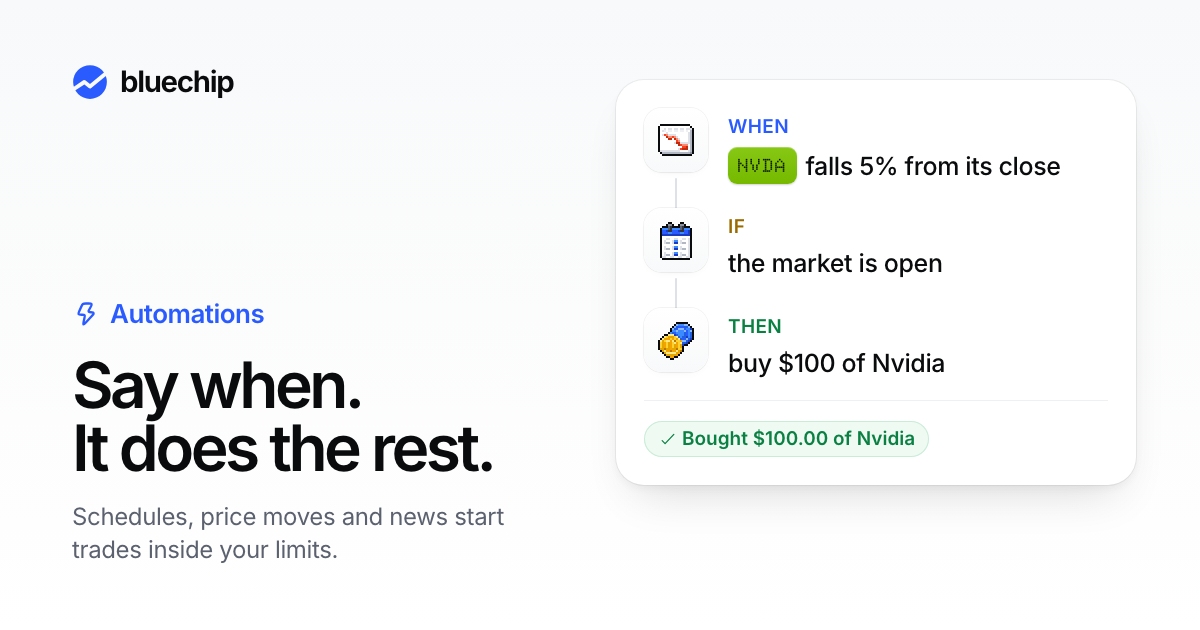 bluechip
Automations
Say when.
It does the rest.
Schedules, price moves and news start
trades inside your limits.
WHEN
NVDA falls 5% from its close
IF
the market is open
THEN
buy $100 of Nvidia
✓ Bought $100.00 of Nvidia